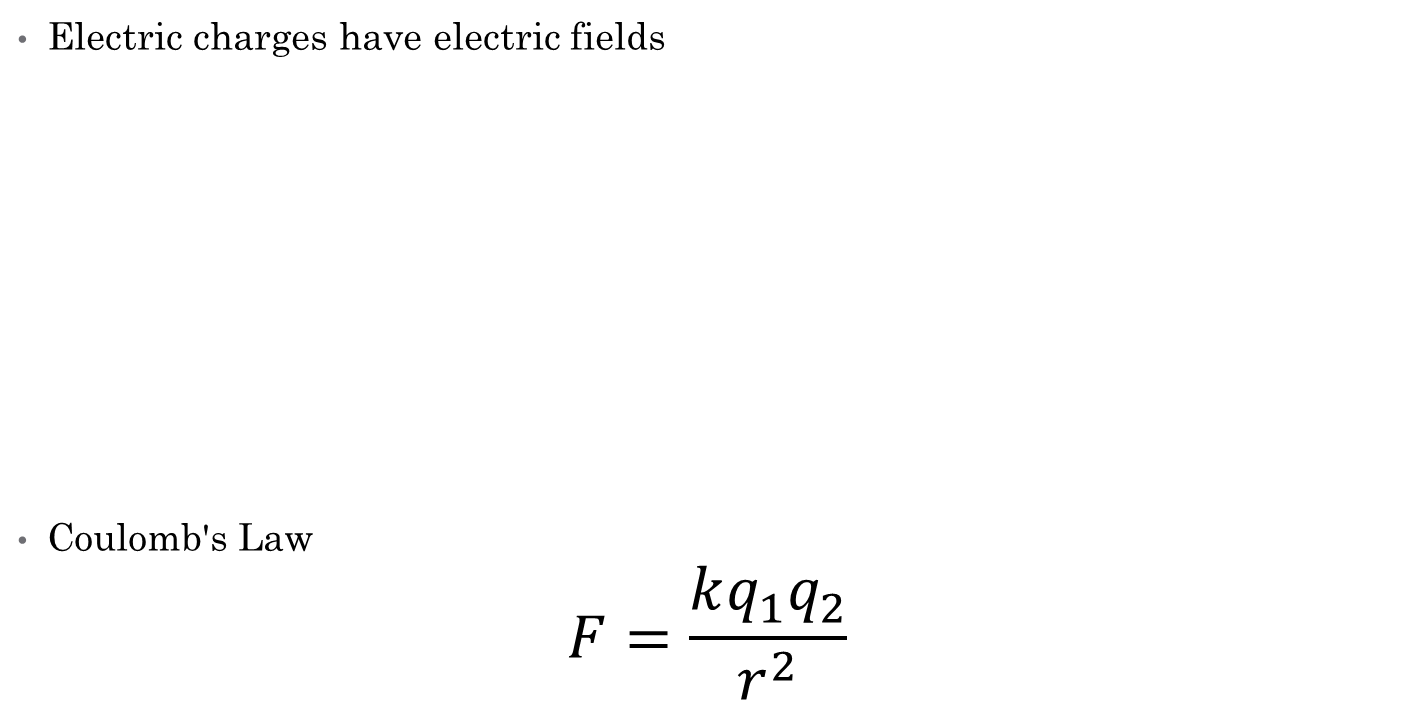 • Electric charges have electric fields
• Coulomb's Law
F = kq₁q₂ / r²